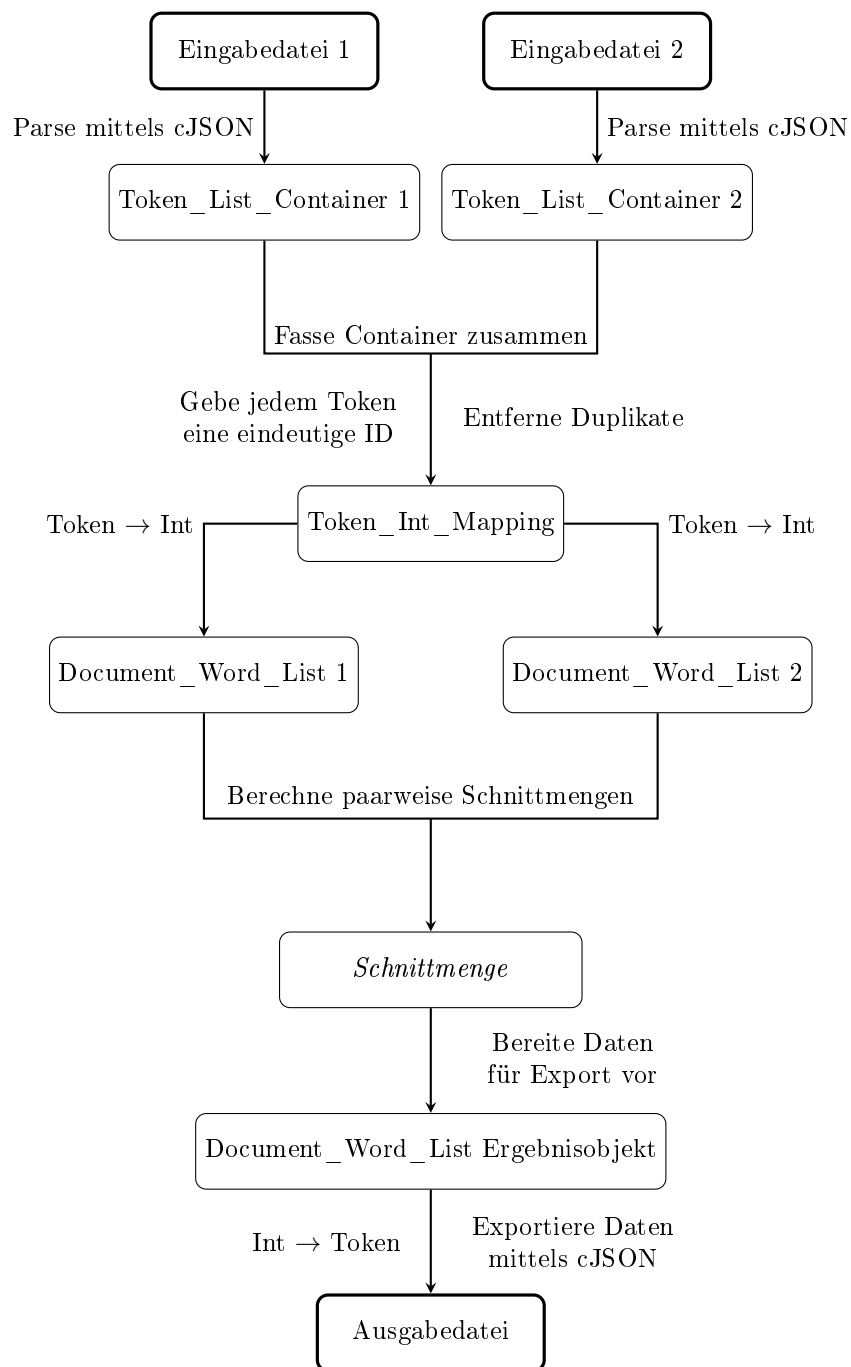 Eingabedatei 1
Eingabedatei 2
Parse mittels cJSON
Parse mittels cJSON
Token_List_Container 1
Token_List_Container 2
Fasse Container zusammen
Gebe jedem Token
eine eindeutige ID
Entferne Duplikate
Token → Int
Token_Int_Mapping
Token → Int
Document_Word_List 1
Document_Word_List 2
Berechne paarweise Schnittmengen
Schnittmenge
Bereite Daten
für Export vor
Document_Word_List Ergebnisobjekt
Int → Token
Exportiere Daten
mittels cJSON
Ausgabedatei